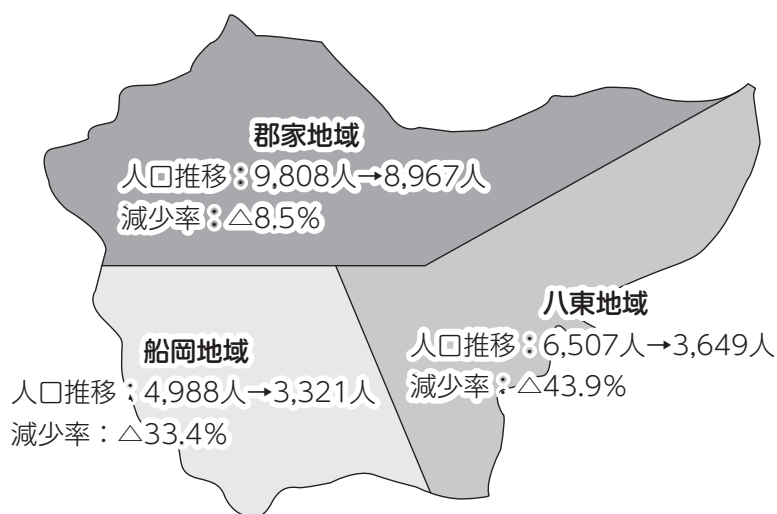 郡家地域
人口推移：9,808人→8,967人
減少率：△8.5%
八東地域
人口推移：6,507人→3,649人
減少率：△43.9%
船岡地域
人口推移：4,988人→3,321人
減少率：△33.4%